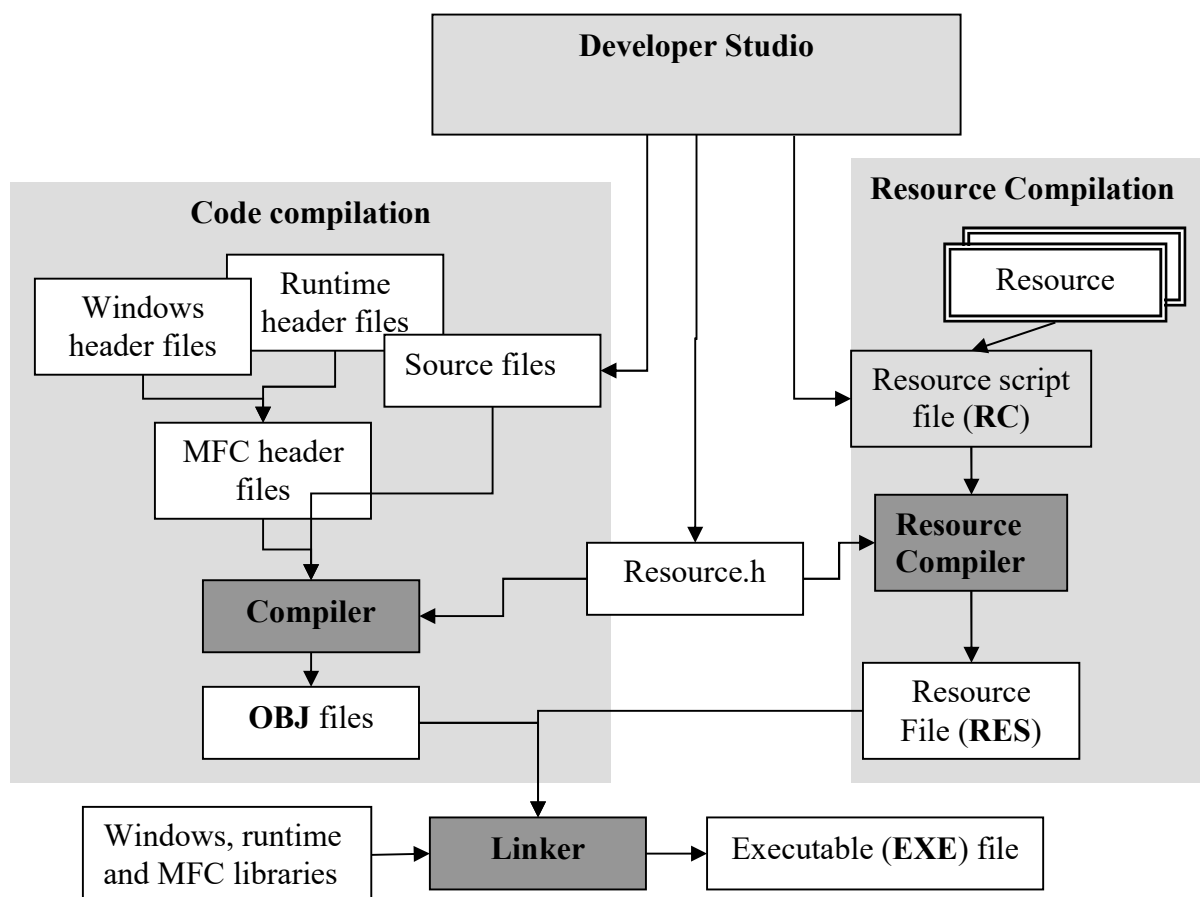 Developer Studio
Code compilation
Resource Compilation
Windows
header files
Runtime
header files
Source files
Resource
MFC header
files
Resource script
file (RC)
Resource.h
Resource
Compiler
Compiler
OBJ files
Resource
File (RES)
Windows, runtime
and MFC libraries
Linker
Executable (EXE) file